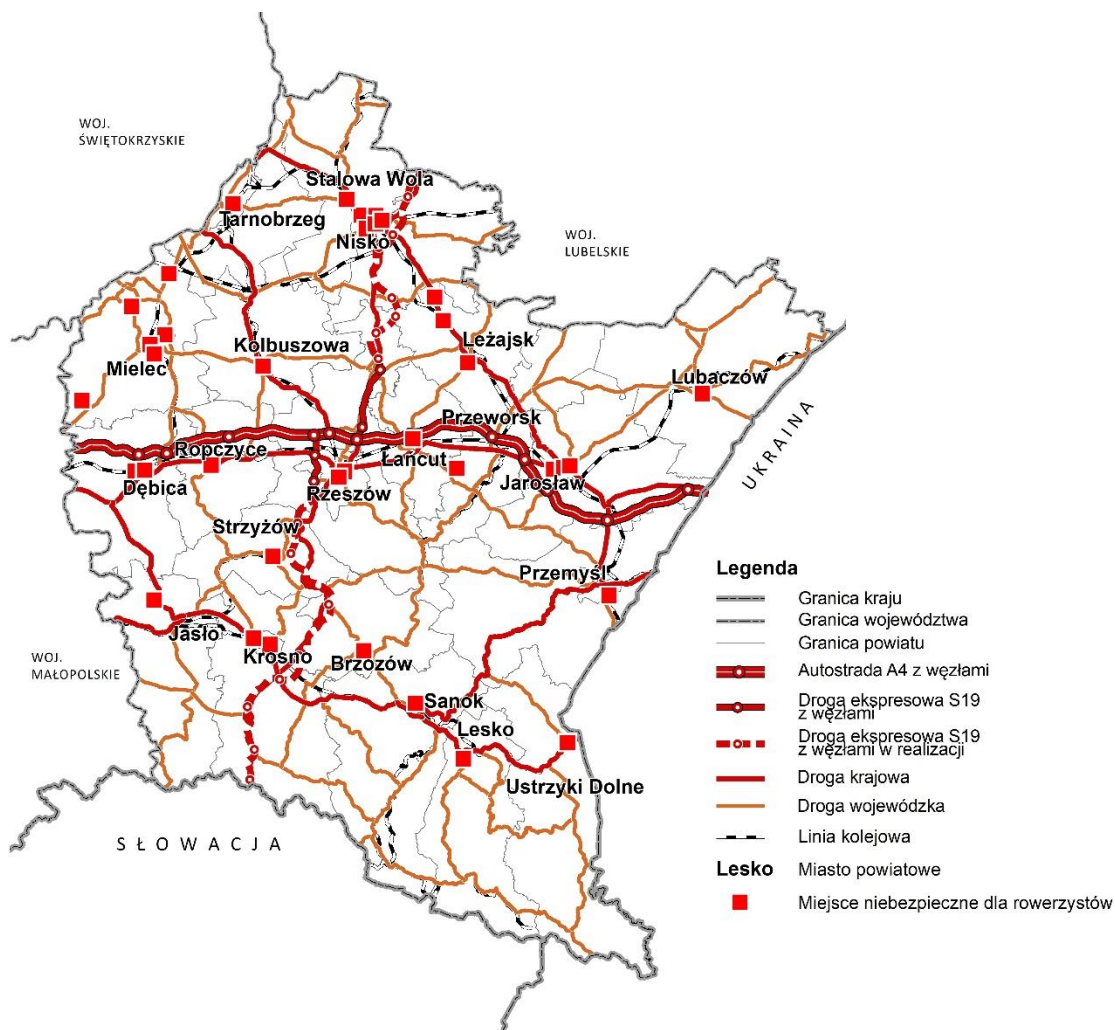 WOJ.
ŚWIĘTOKRZYSKIE
Stalowa Wola
Tarnobrzeg
Nisko
WOJ.
LUBELSKIE
Leżajsk
Kolbuszowa
Mielec
Lubaczów
Przeworsk
UKRAINA
Ropczyce
Łańcut
Dębica
Rzeszów
Jarosław
Strzyżów
Przemyśl
Jasło
WOJ.
MAŁOPOLSKIE
Krosno
Brzozów
Sanok
Lesko
Ustrzyki Dolne
SŁOWACJA
Legenda
Granica kraju
Granica województwa
Granica powiatu
Autostrada A4 z węzłami
Droga ekspresowa S19
z węzłami
Droga ekspresowa S19
z węzłami w realizacji
Droga krajowa
Droga wojewódzka
Linia kolejowa
Lesko Miasto powiatowe
Miejsce niebezpieczne dla rowerzystów